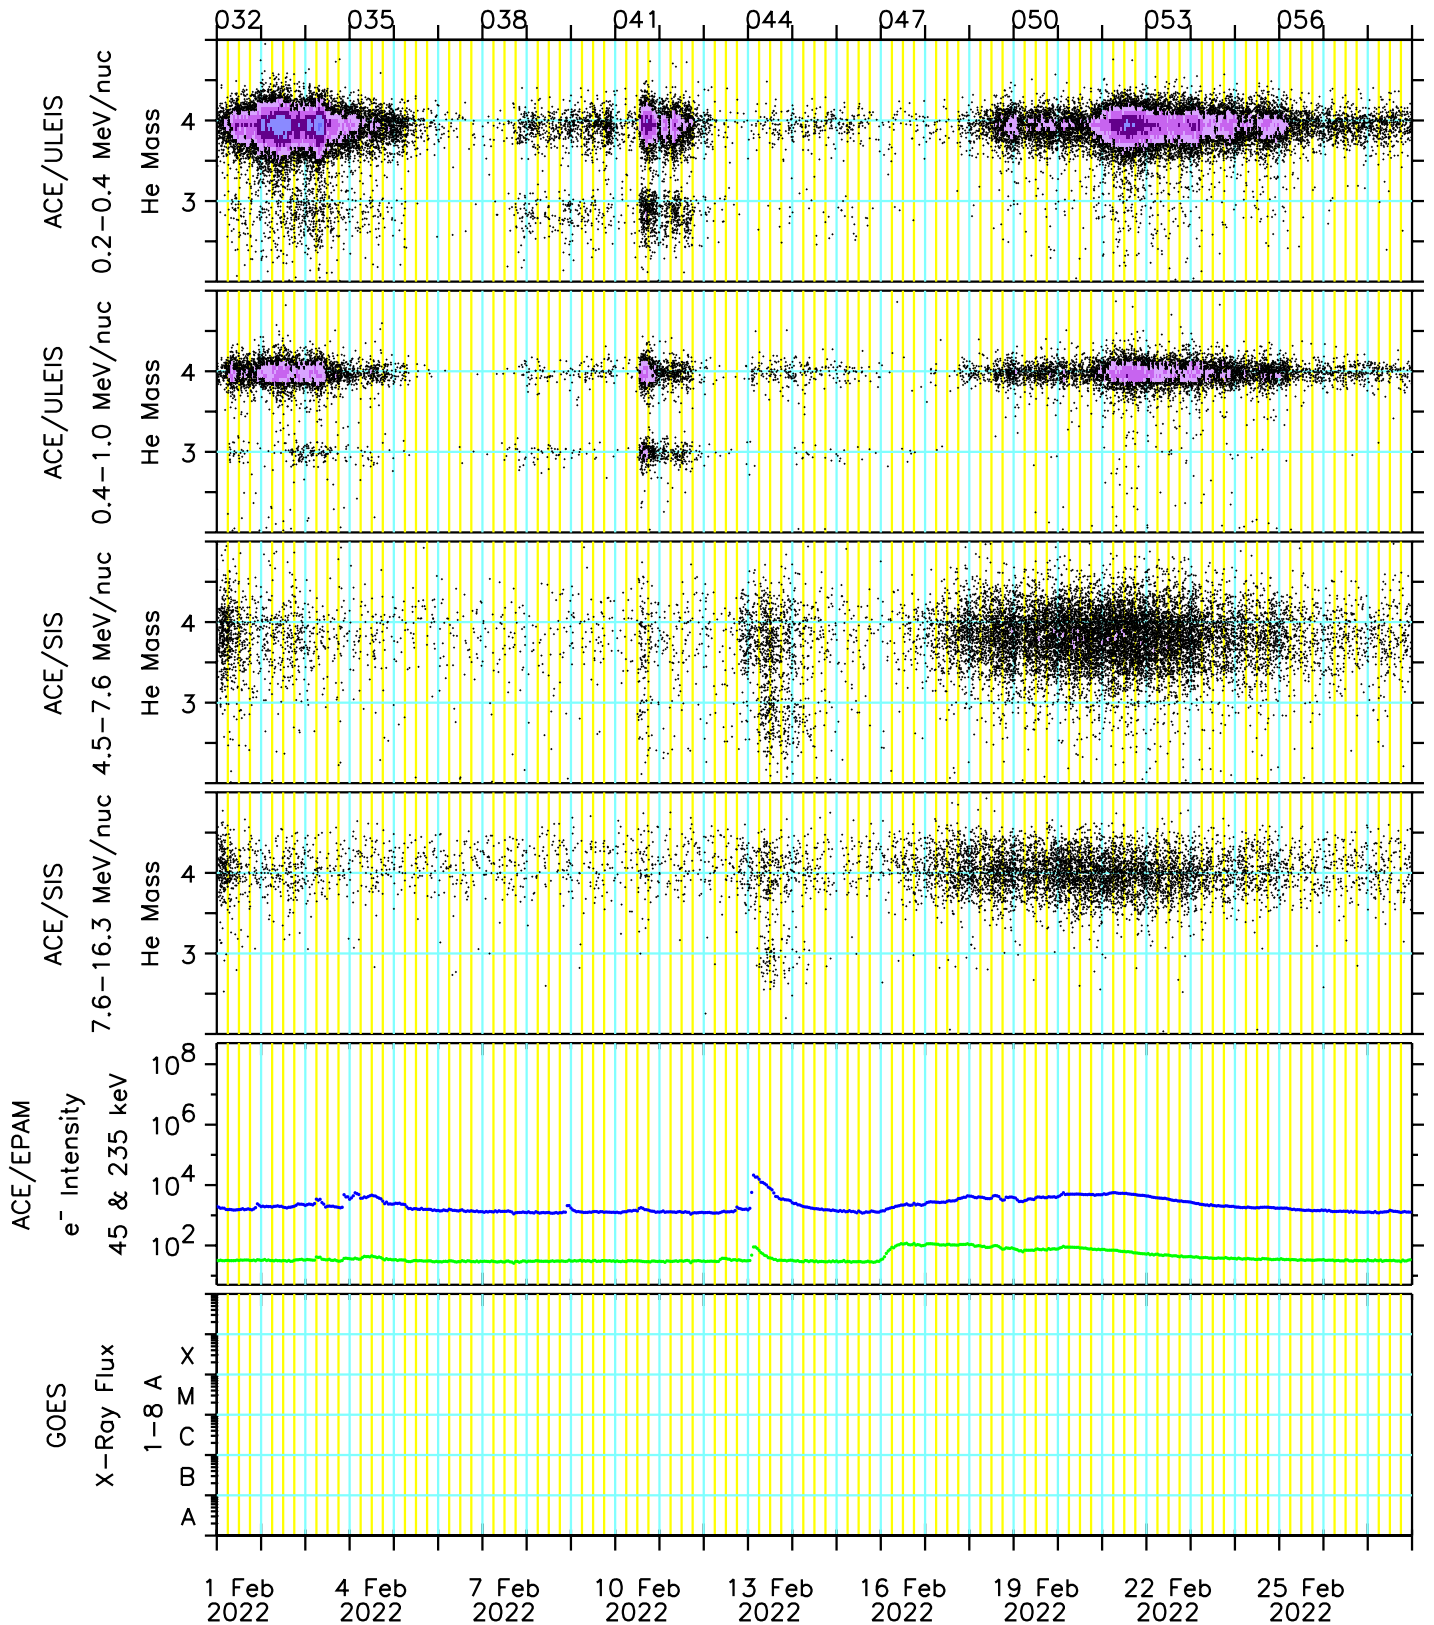 032 035 038 041 044 047 050 053 056
ACE/ULEIS
0.2-0.4 MeV/nuc
He Mass
4
3
ACE/ULEIS
0.4-1.0 MeV/nuc
He Mass
4
3
ACE/SIS
4.5-7.6 MeV/nuc
He Mass
4
3
ACE/SIS
7.6-16.3 MeV/nuc
He Mass
4
3
ACE/EPAM
e⁻ Intensity
45 & 235 keV
10⁸
10⁶
10⁴
10²
GOES
X-Ray Flux
1-8 A
X
M
C
B
A
1 Feb 4 Feb 7 Feb 10 Feb 13 Feb 16 Feb 19 Feb 22 Feb 25 Feb
2022 2022 2022 2022 2022 2022 2022 2022 2022